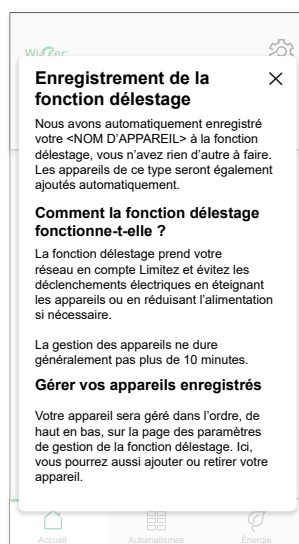 Wiser
Enregistrement de la
fonction délestage
Nous avons automatiquement enregistré
votre <NOM D'APPAREIL> à la fonction
délestage, vous n'avez rien d'autre à faire.
Les appareils de ce type seront également
ajoutés automatiquement.
Comment la fonction délestage
fonctionne-t-elle ?
La fonction délestage prend votre
réseau en compte Limitez et évitez les
déclenchements électriques en éteignant
les appareils ou en réduisant l'alimentation
si nécessaire.
La gestion des appareils ne dure
généralement pas plus de 10 minutes.
Gérer vos appareils enregistrés
Votre appareil sera géré dans l'ordre, de
haut en bas, sur la page des paramètres
de gestion de la fonction délestage. Ici,
vous pourrez aussi ajouter ou retirer votre
appareil.
Accueil Automatismes Énergie